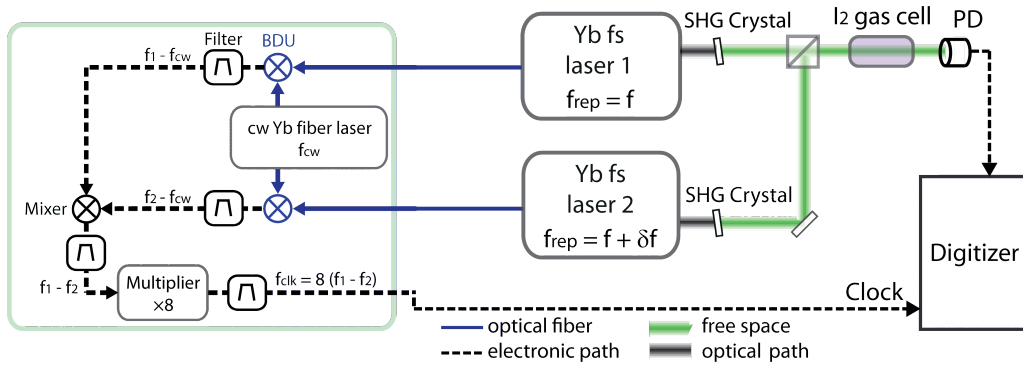 Filter
BDU
f1 - fcw
cw Yb fiber laser
fcw
Mixer
f2 - fcw
f1 - f2
Multiplier
×8
fclk = 8 (f1 - f2)
Yb fs
laser 1
frep = f
Yb fs
laser 2
frep = f + δf
SHG Crystal
I2 gas cell
PD
SHG Crystal
Digitizer
Clock
optical fiber
free space
electronic path
optical path